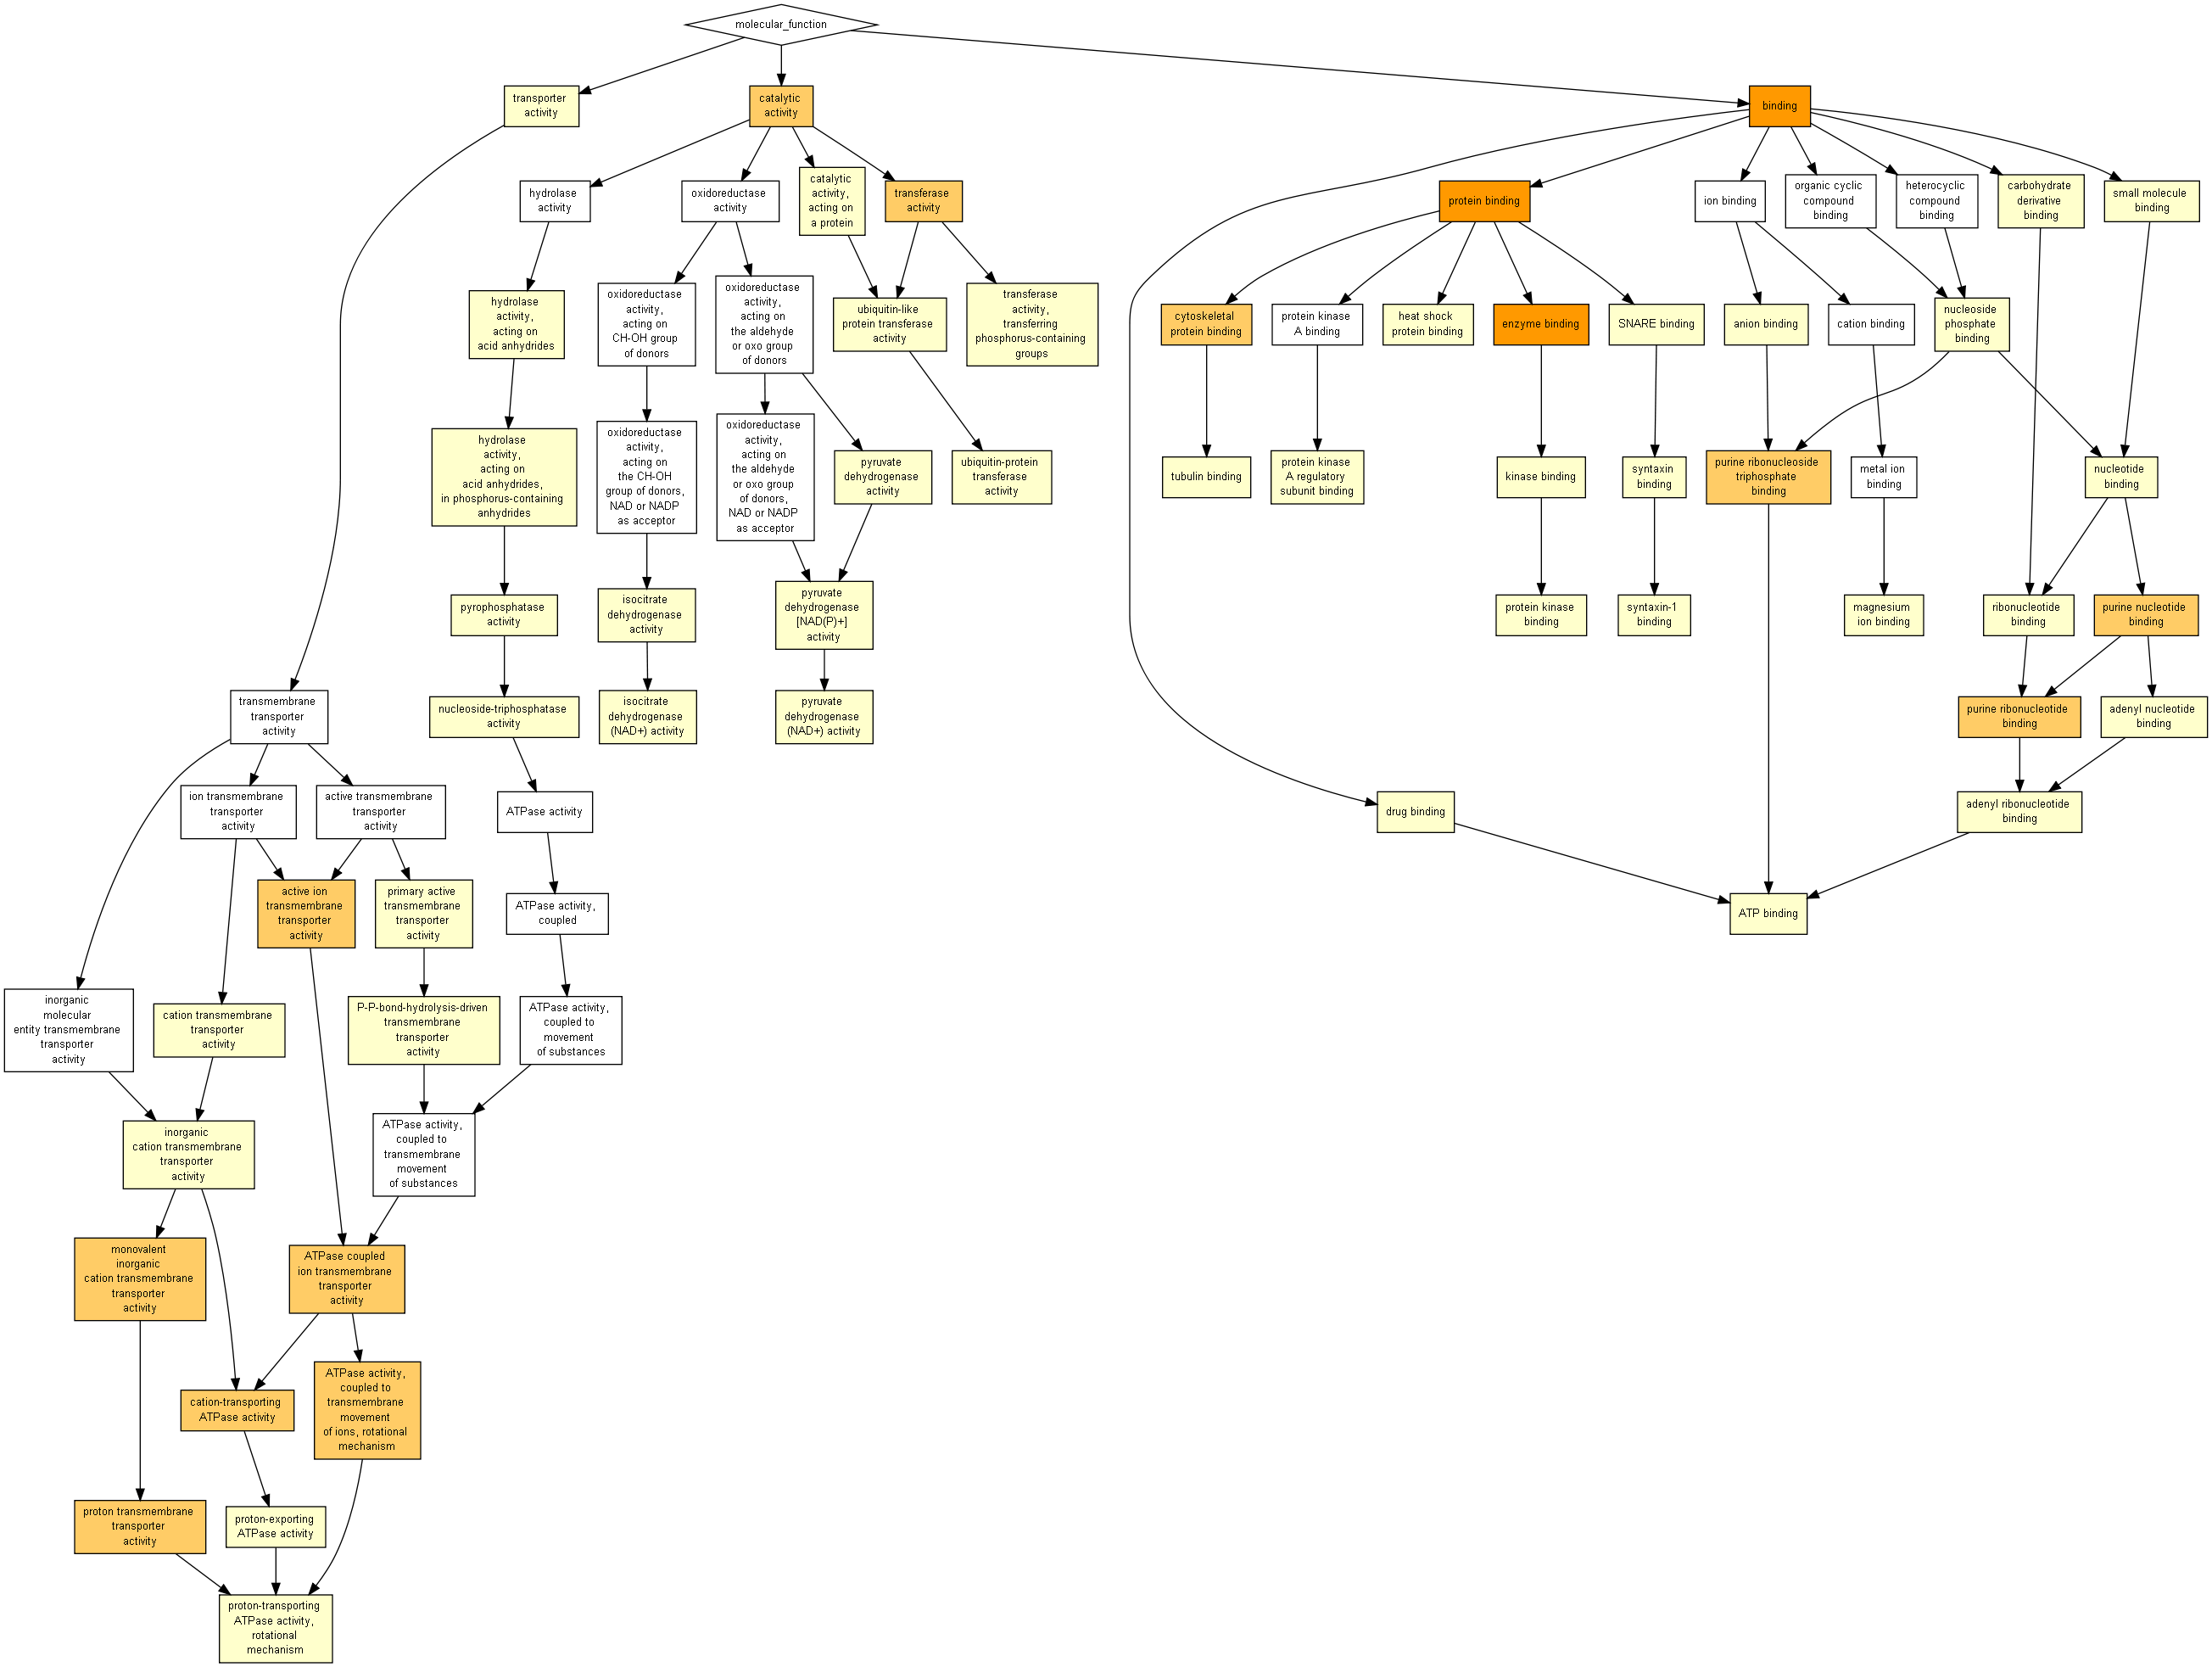 molecular_function
transporter
activity
catalytic
activity
binding
hydrolase
activity
oxidoreductase
activity
catalytic
activity,
acting on
a protein
transferase
activity
protein binding
ion binding
organic cyclic
compound
binding
heterocyclic
compound
binding
carbohydrate
derivative
binding
small molecule
binding
hydrolase
activity,
acting on
acid anhydrides
oxidoreductase
activity,
acting on
CH-OH group
of donors
oxidoreductase
activity,
acting on
the aldehyde
or oxo group
of donors
ubiquitin-like
protein transferase
activity
transferase
activity,
transferring
phosphorus-containing
groups
cytoskeletal
protein binding
protein kinase
A binding
heat shock
protein binding
enzyme binding
SNARE binding
anion binding
cation binding
nucleoside
phosphate
binding
hydrolase
activity,
acting on
acid anhydrides,
in phosphorus-containing
anhydrides
oxidoreductase
activity,
acting on
the CH-OH
group of donors,
NAD or NADP
as acceptor
oxidoreductase
activity,
acting on
the aldehyde
or oxo group
of donors,
NAD or NADP
as acceptor
pyruvate
dehydrogenase
activity
ubiquitin-protein
transferase
activity
tubulin binding
protein kinase
A regulatory
subunit binding
kinase binding
syntaxin
binding
purine ribonucleoside
triphosphate
binding
metal ion
binding
nucleotide
binding
pyrophosphatase
activity
isocitrate
dehydrogenase
activity
pyruvate
dehydrogenase
[NAD(P)+]
activity
protein kinase
binding
syntaxin-1
binding
magnesium
ion binding
ribonucleotide
binding
purine nucleotide
binding
transmembrane
transporter
activity
nucleoside-triphosphatase
activity
isocitrate
dehydrogenase
(NAD+) activity
pyruvate
dehydrogenase
(NAD+) activity
purine ribonucleotide
binding
adenyl nucleotide
binding
ion transmembrane
transporter
activity
active transmembrane
transporter
activity
ATPase activity
drug binding
adenyl ribonucleotide
binding
active ion
transmembrane
transporter
activity
primary active
transmembrane
transporter
activity
ATPase activity,
coupled
ATP binding
inorganic
molecular
entity transmembrane
transporter
activity
cation transmembrane
transporter
activity
P-P-bond-hydrolysis-driven
transmembrane
transporter
activity
ATPase activity,
coupled to
movement
of substances
inorganic
cation transmembrane
transporter
activity
ATPase activity,
coupled to
transmembrane
movement
of substances
monovalent
inorganic
cation transmembrane
transporter
activity
ATPase coupled
ion transmembrane
transporter
activity
cation-transporting
ATPase activity
ATPase activity,
coupled to
transmembrane
movement
of ions, rotational
mechanism
proton transmembrane
transporter
activity
proton-exporting
ATPase activity
proton-transporting
ATPase activity,
rotational
mechanism